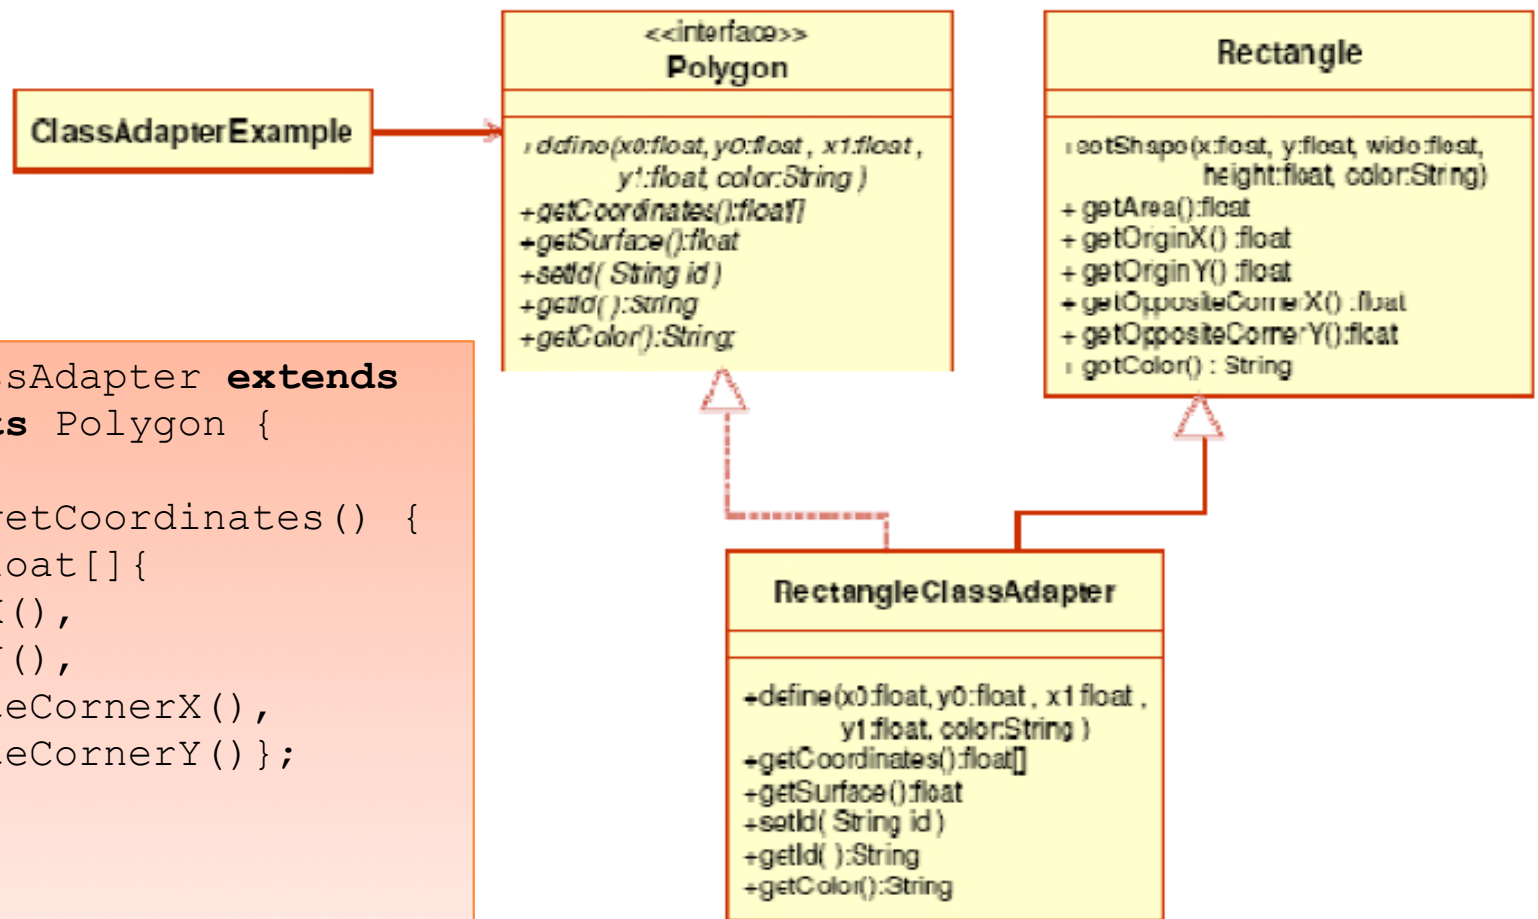 ClassAdapterExample
<<interface>>
Polygon
define(x0:float, y0:float , x1:float ,
y1:float, color:String )
+getCoordinates():float[]
+getSurface():float
+setId( String id )
+getId( ):String
+getColor():String;
Rectangle
setShape(x:float, y:float, wide:float,
height:float, color:String)
+ getArea():float
+ getOriginX() :float
+ getOriginY() :float
+ getOppositeCornerX() :float
+ getOppositeCornerY():float
getColor() : String
ssAdapter extends
ts Polygon {
etCoordinates() {
oat[]{
(),
(),
eCornerX(),
eCornerY()};
RectangleClassAdapter
+define(x0:float, y0:float , x1:float ,
y1:float, color:String )
+getCoordinates():float[]
+getSurface():float
+setId( String id )
+getId( ):String
+getColor():String